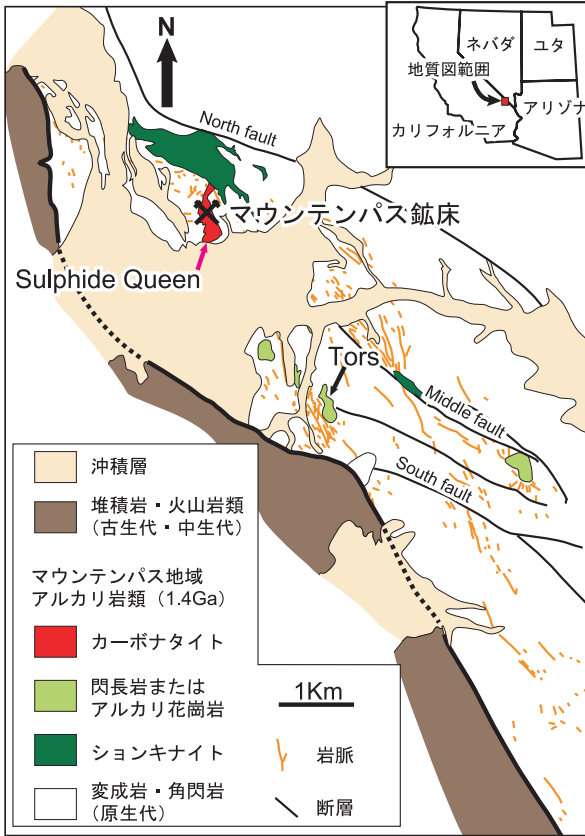 N
ネバダ
ユタ
地質図範囲
アリゾナ
カリフォルニア
North fault
マウンテンパス鉱床
Sulphide Queen
Tors
Middle fault
South fault
沖積層
堆積岩・火山岩類
(古生代・中生代)
マウンテンパス地域
アルカリ岩類（1.4Ga）
カーボナタイト
閃長岩または
アルカリ花崗岩
ションキナイト
変成岩・角閃岩
(原生代)
1Km
岩脈
断層